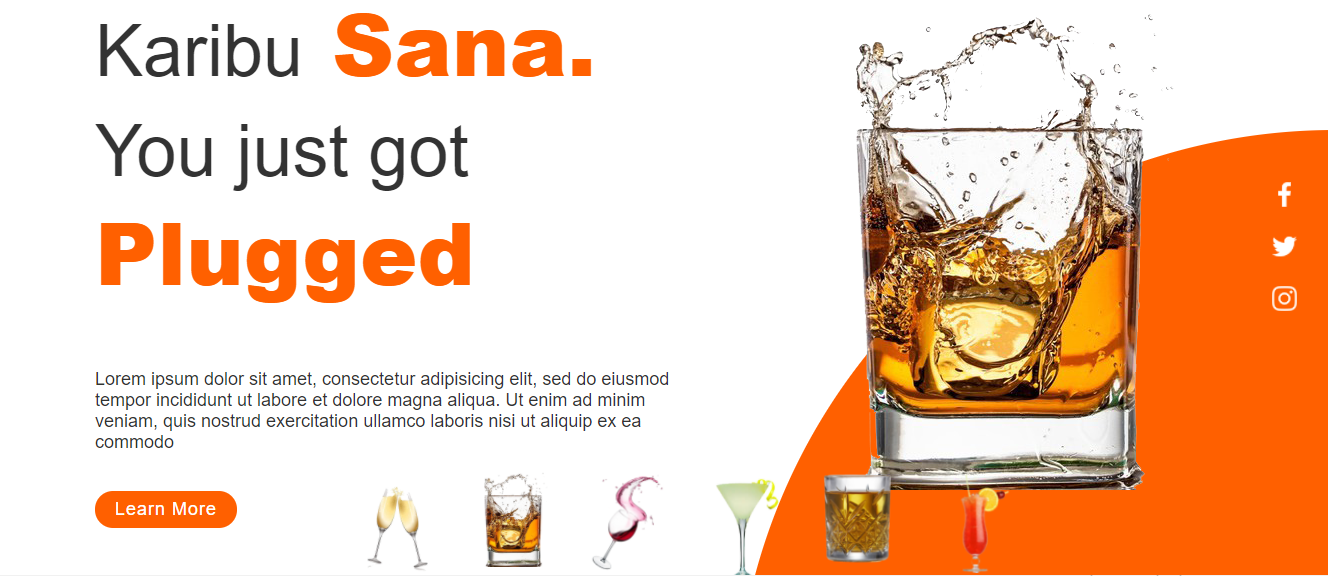 Karibu Sana.
You just got
Plugged
Lorem ipsum dolor sit amet, consectetur adipisicing elit, sed do eiusmod
tempor incididunt ut labore et dolore magna aliqua. Ut enim ad minim
veniam, quis nostrud exercitation ullamco laboris nisi ut aliquip ex ea
commodo
Learn More